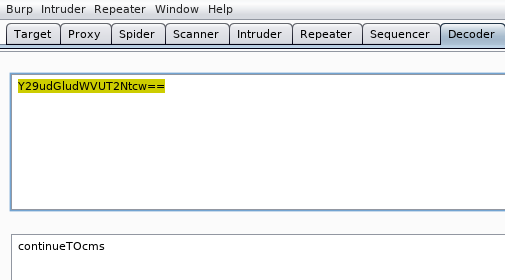 Burp Intruder Repeater Window Help
Target Proxy Spider Scanner Intruder Repeater Sequencer Decoder
Y29udGludWVUT2Ntcw==
continueTOcms